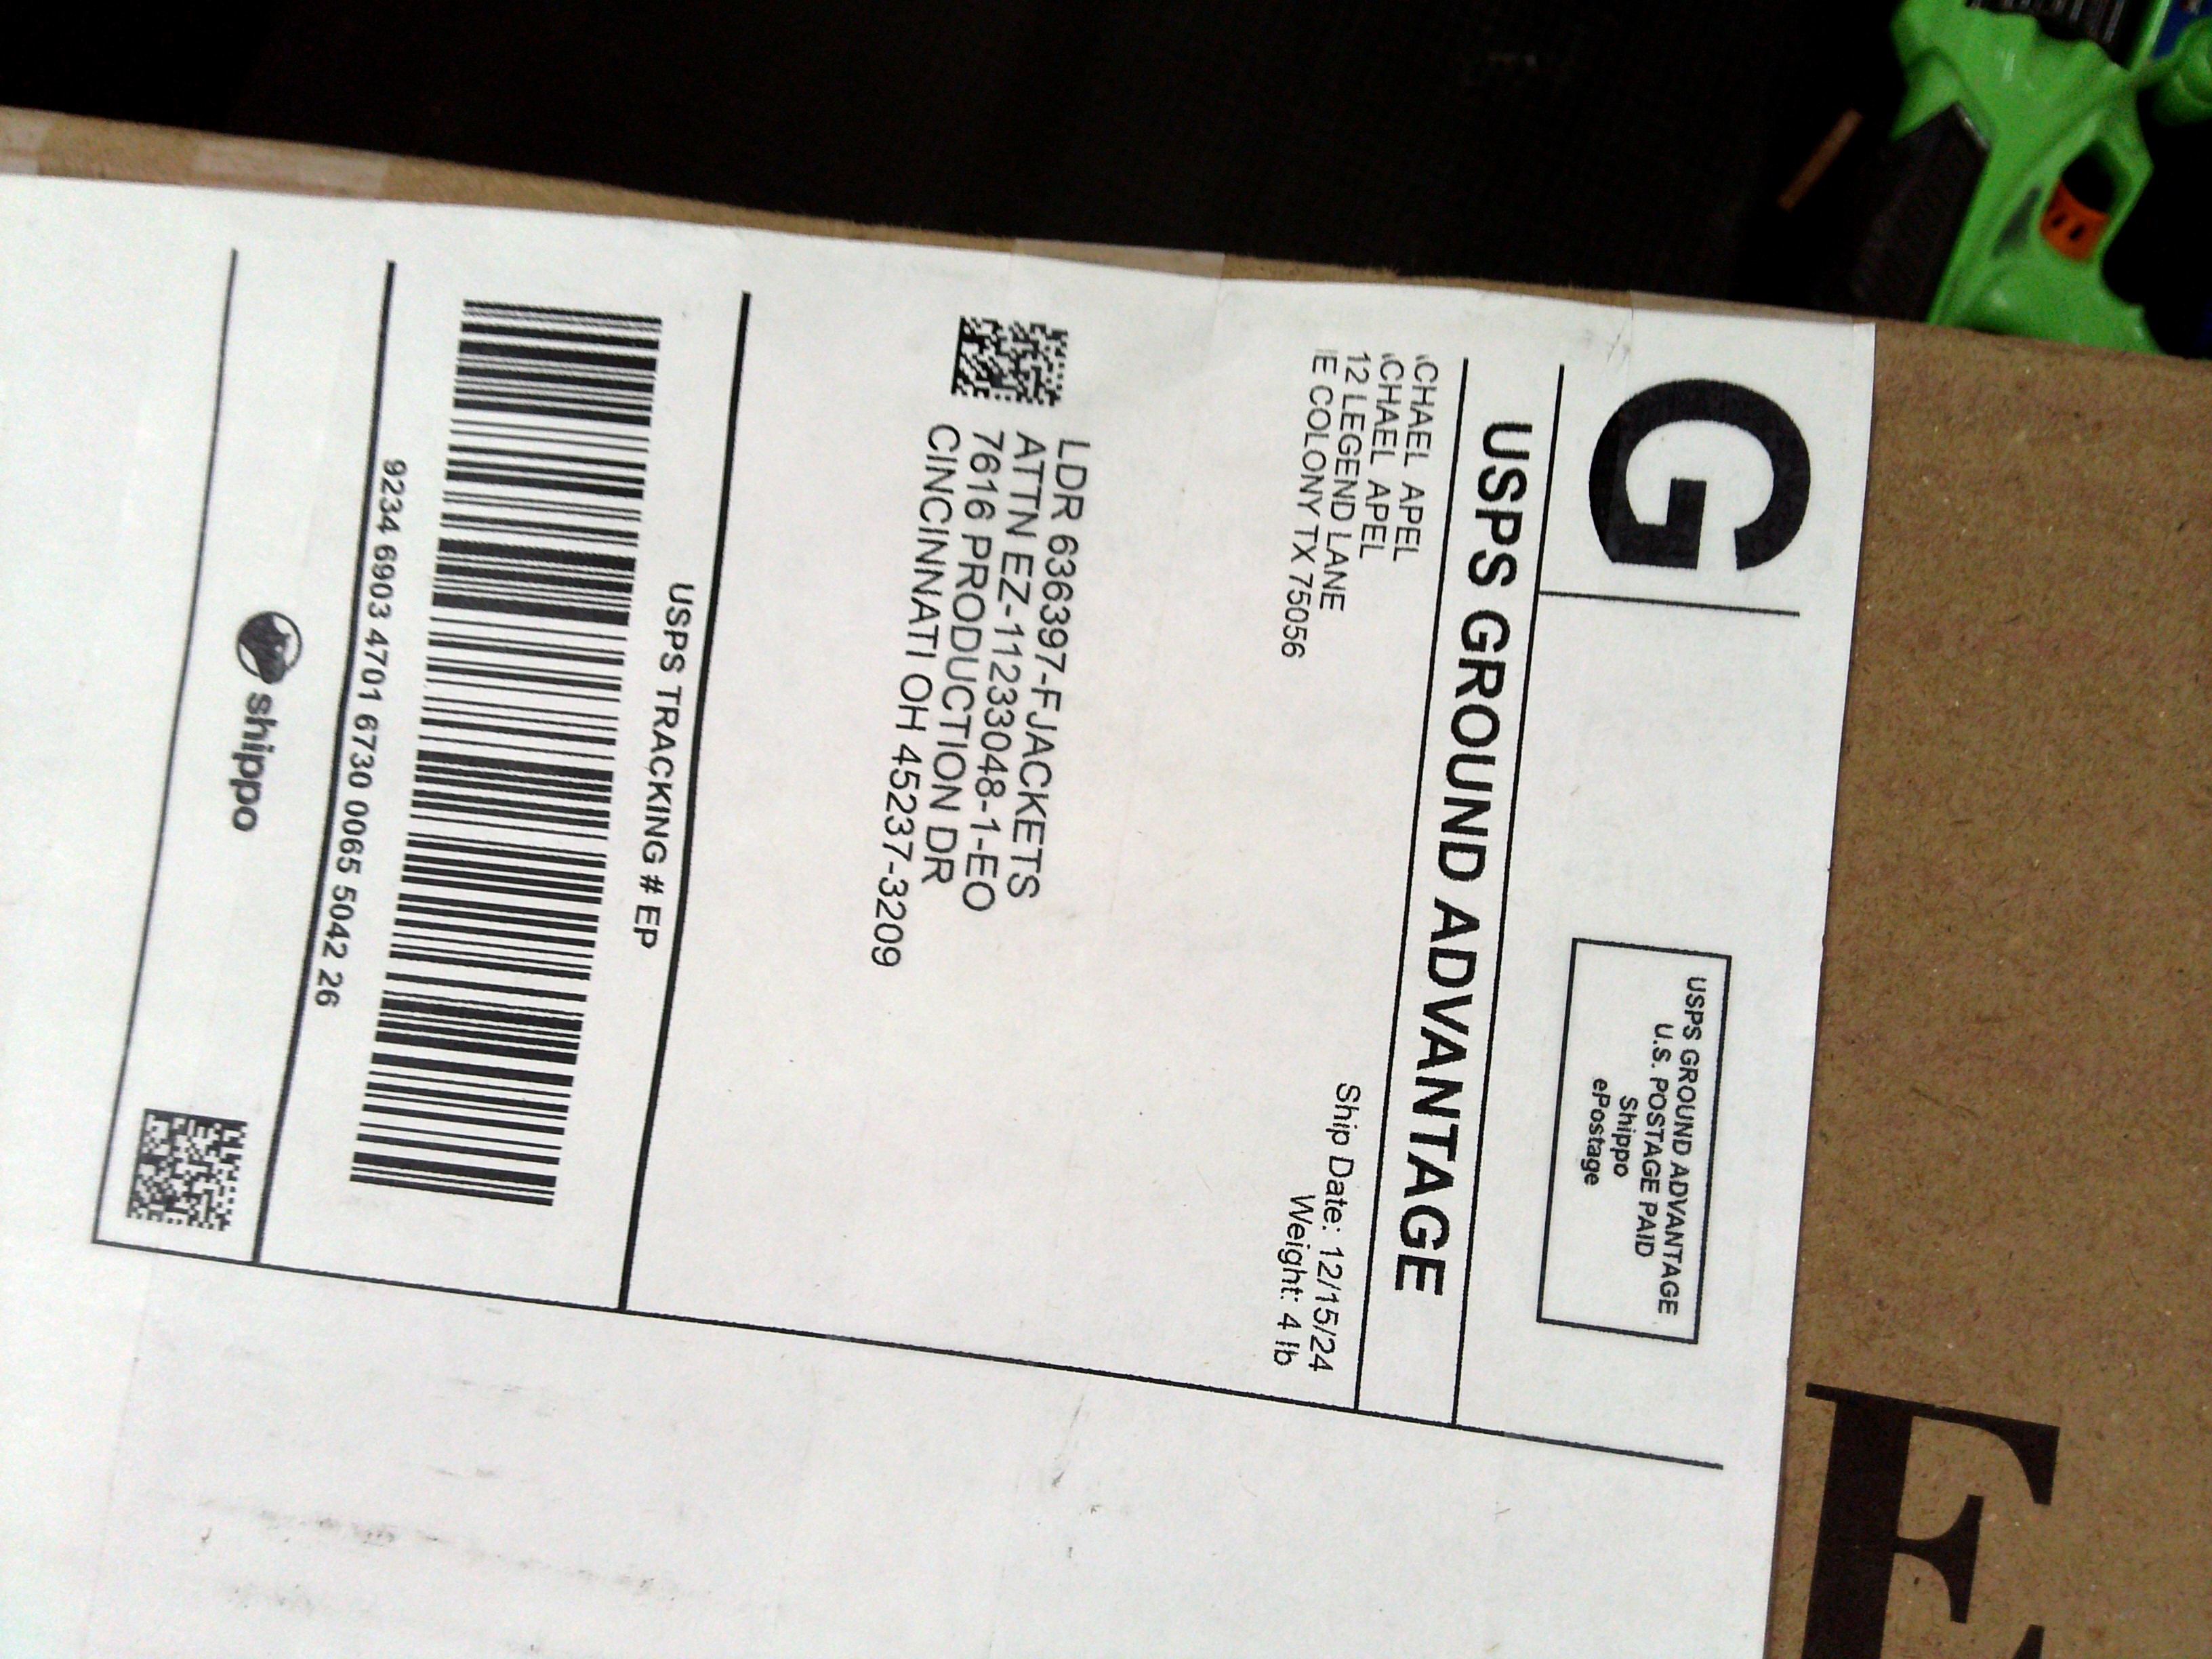 G
USPS GROUND ADVANTAGE
U.S. POSTAGE PAID
Shippo
ePostage
USPS GROUND ADVANTAGE
CHAEL APEL
CHAEL APEL
12 LEGEND LANE
E COLONY TX 75056
Ship Date: 12/15/24
Weight: 4 lb
LDR 636397-FJACKETS
ATTN EZ-11233048-1-EO
7616 PRODUCTION DR
CINCINNATI OH 45237-3209
USPS TRACKING # EP
9234 6903 4701 6730 0065 5042 26
shippo
E